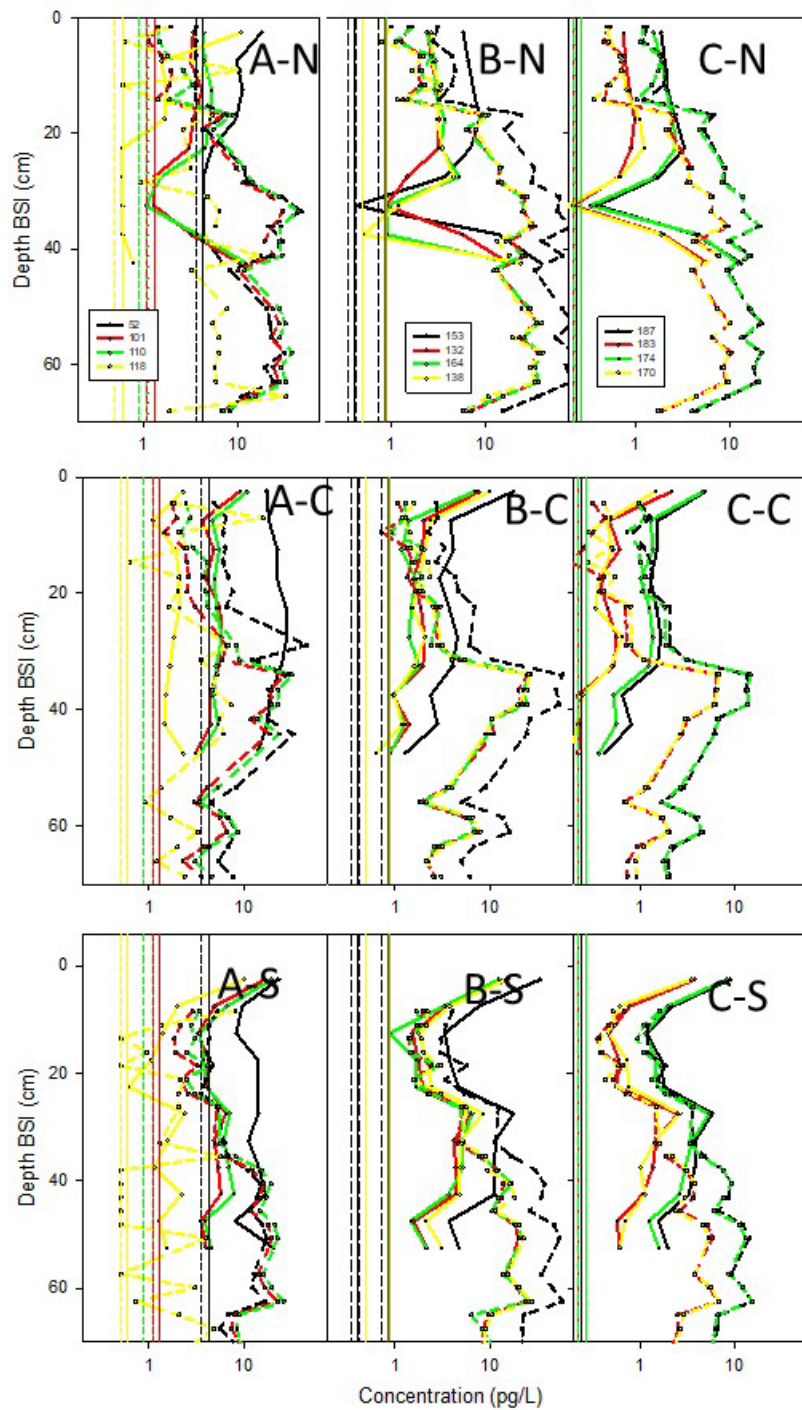 0
A-N
B-N
C-N
20
Depth BSI (cm)
40
52
101
110
118
153
132
164
138
187
183
174
170
60
1 10 1 10 1 10
0
A-C
B-C
C-C
20
Depth BSI (cm)
40
60
1 10 1 10 1 10
0
A-S
B-S
C-S
20
Depth BSI (cm)
40
60
1 10 1 10 1 10
Concentration (pg/L)